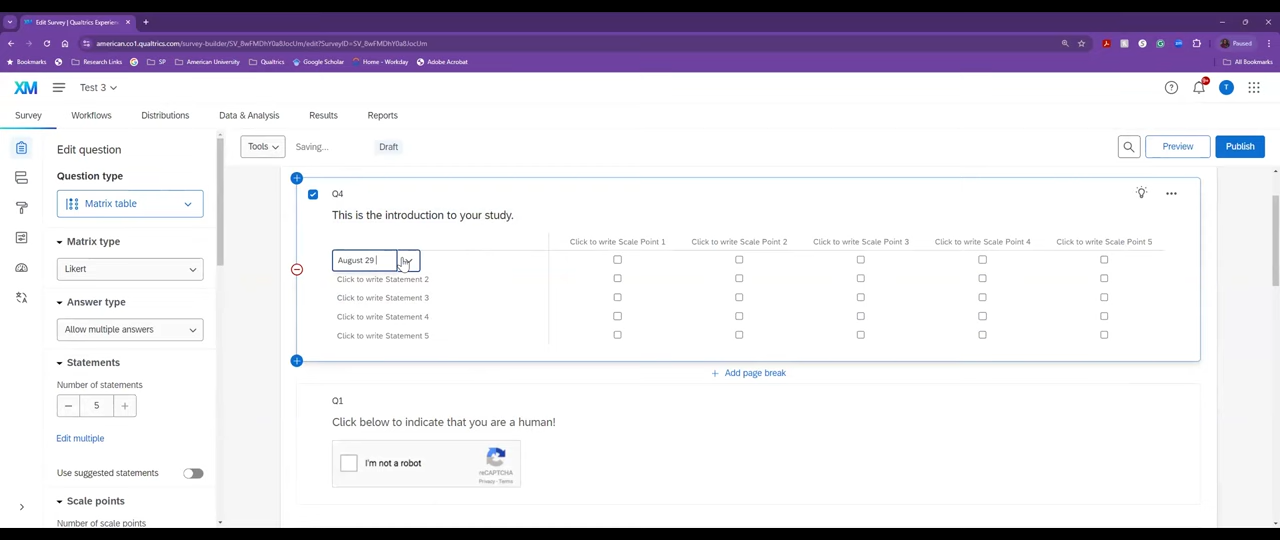 Edit Survey | Qualtrics Experien
american.co1.qualtrics.com/survey-builder/SV_8wFMDhY0a8JocUm/edit?SurveyID=SV_8wFMDhY0a8JocUm
Paused
Bookmarks
Research Links
SP
American University
Qualtrics
Google Scholar
Home - Workday
Adobe Acrobat
All Bookmarks
XM
Test 3
9+
T
Survey
Workflows
Distributions
Data & Analysis
Results
Reports
Edit question
Tools
Saving...
Draft
Preview
Publish
Question type
Matrix table
Matrix type
Likert
Answer type
Allow multiple answers
Statements
Number of statements
5
Edit multiple
Use suggested statements
Scale points
Number of scale points
Q4
This is the introduction to your study.
Click to write Scale Point 1
Click to write Scale Point 2
Click to write Scale Point 3
Click to write Scale Point 4
Click to write Scale Point 5
August 29
Click to write Statement 2
Click to write Statement 3
Click to write Statement 4
Click to write Statement 5
Add page break
Q1
Click below to indicate that you are a human!
I'm not a robot
reCAPTCHA
Privacy - Terms